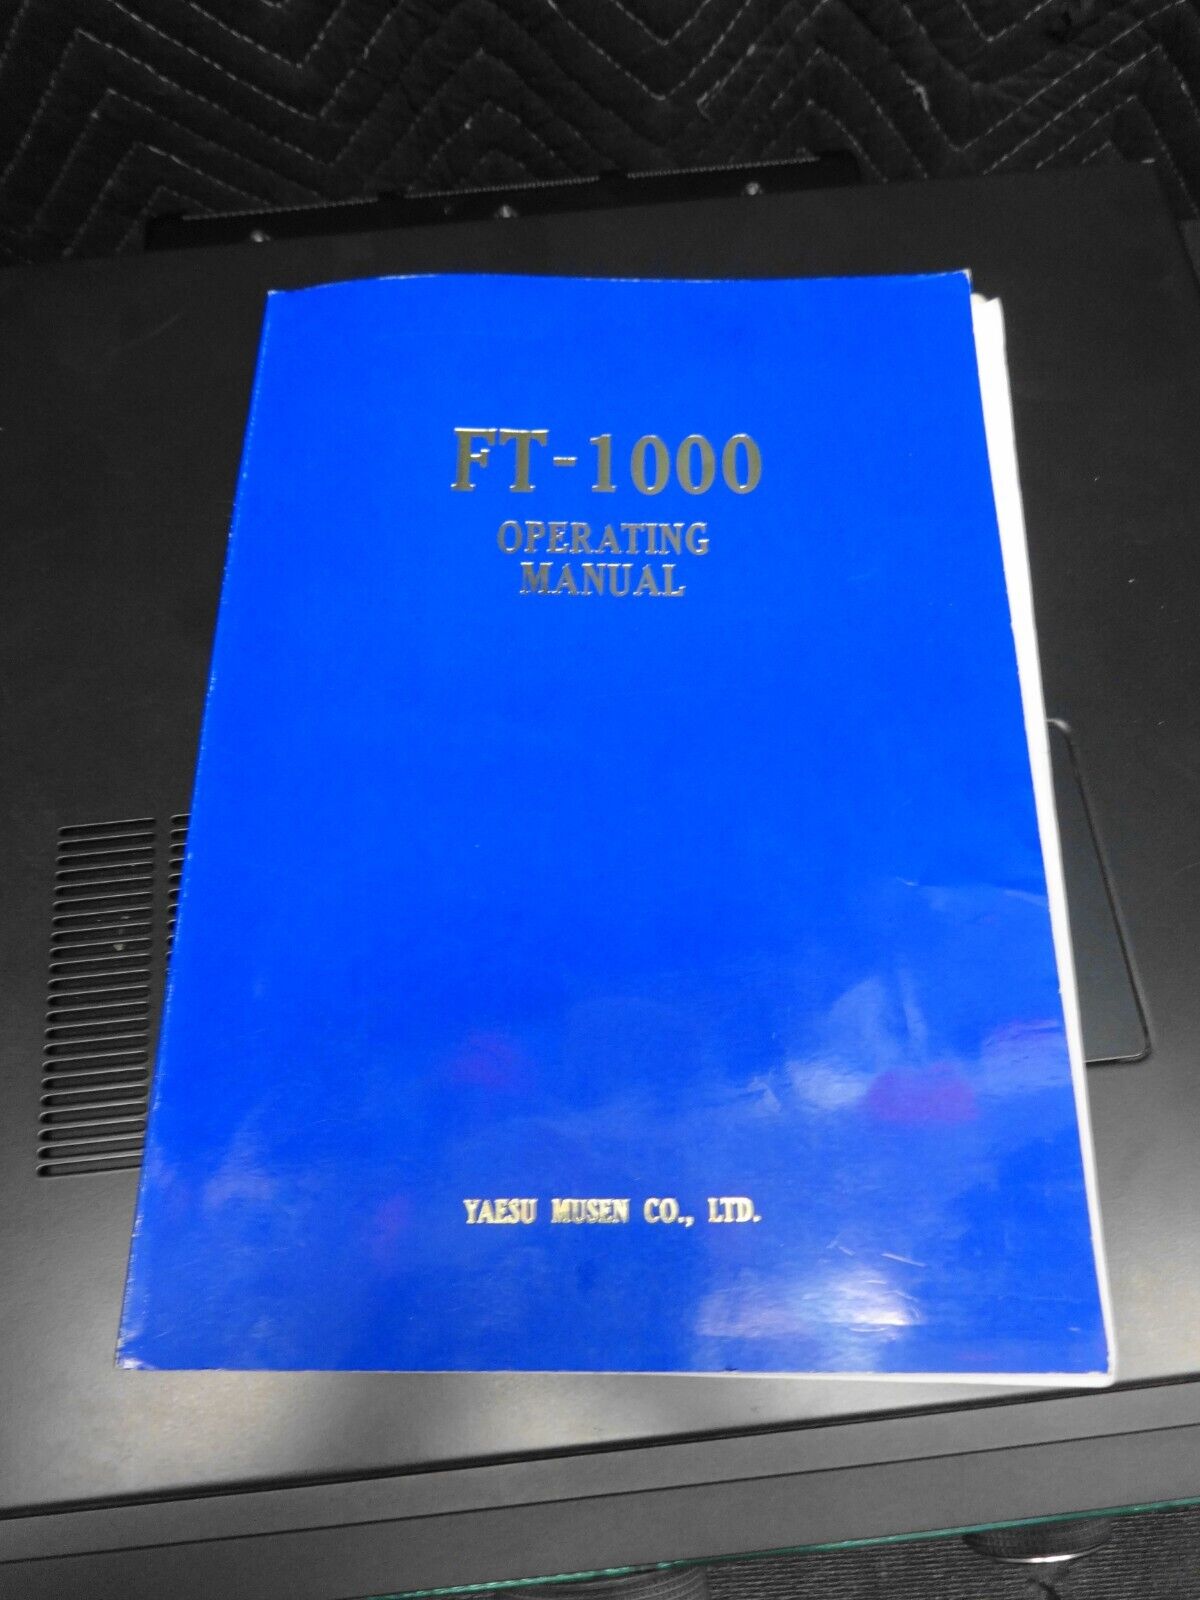 FT-1000
OPERATING
MANUAL
YAESU MUSEN CO., LTD.